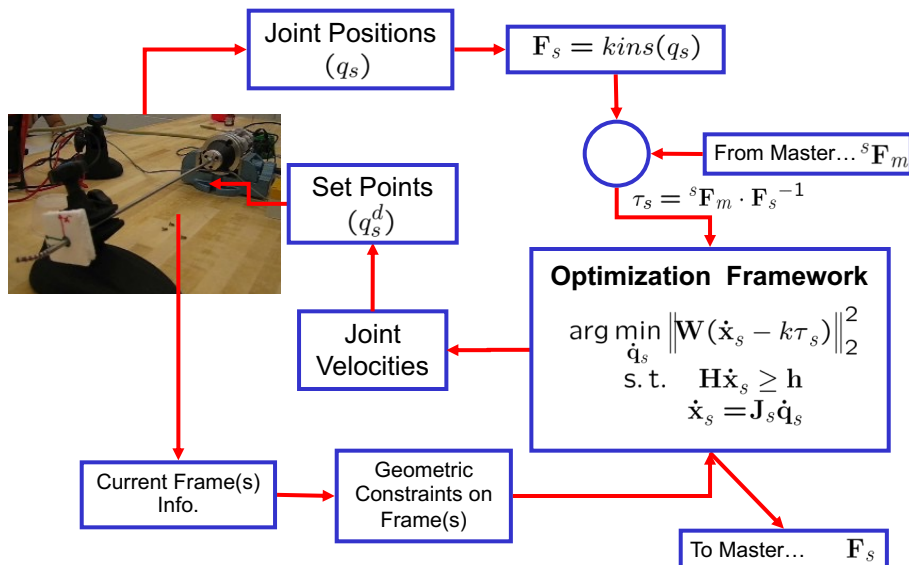 Joint Positions
(q_s)
F_s = kins(q_s)
From Master... ^sF_m
τ_s = ^sF_m · F_s^{-1}
Set Points
(q_s^d)
Optimization Framework
arg min_{q̇_s} ‖W(ẋ_s − kτ_s)‖_2^2
s.t. Hẋ_s ≥ h
ẋ_s = J_s q̇_s
Joint
Velocities
Current Frame(s)
Info.
Geometric
Constraints on
Frame(s)
To Master... F_s